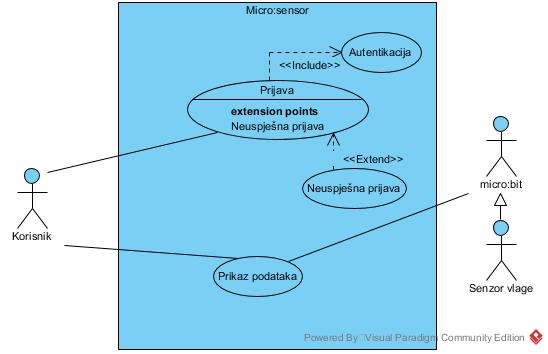 Micro:sensor
Autentikacija
<<Include>>
Prijava
extension points
Neuspješna prijava
<<Extend>>
micro:bit
Neuspješna prijava
Korisnik
Prikaz podataka
Senzor vlage
Powered By Visual Paradigm Community Edition